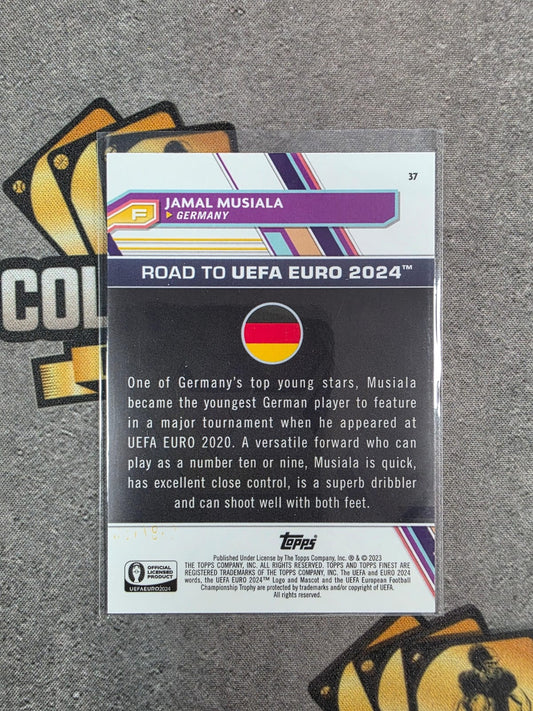 37
JAMAL MUSIALA
F
GERMANY
COL
ROAD TO UEFA EURO 2024™
One of Germany's top young stars, Musiala
became the youngest German player to feature
in a major tournament when he appeared at
UEFA EURO 2020. A versatile forward who can
play as a number ten or nine, Musiala is quick,
has excellent close control, is a superb dribbler
and can shoot well with both feet.
Topps
Published Under License by The Topps Company, Inc. ® & © 2023
THE TOPPS COMPANY, INC. ALL RIGHTS RESERVED. TOPPS AND TOPPS FINEST ARE
REGISTERED TRADEMARKS OF THE TOPPS COMPANY, INC. The UEFA and EURO 2024
words, the UEFA EURO 2024™ Logo and Mascot and the UEFA European Football
Championship Trophy are protected by trademarks and/or copyright of UEFA.
All rights reserved.
OFFICIAL
LICENSED
PRODUCT
UEFAEURO2024